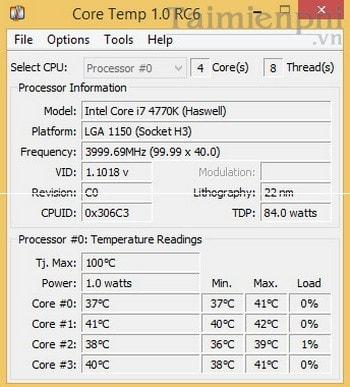 Core Temp 1.0 RC6
Taimienphi
.vn
File Options Tools Help
Select CPU: Processor #0 4 Core(s) 8 Thread(s)
Processor Information
Model: Intel Core i7 4770K (Haswell)
Platform: LGA 1150 (Socket H3)
Frequency: 3999.69MHz (99.99 x 40.0)
VID: 1.1018 v Modulation:
Revision: C0 Lithography: 22 nm
CPUID: 0x306C3 TDP: 84.0 watts
Processor #0: Temperature Readings
Tj. Max: 100°C
Power: 1.0 watts Min. Max. Load
Core #0: 37°C 37°C 41°C 0%
Core #1: 41°C 40°C 42°C 0%
Core #2: 38°C 36°C 39°C 1%
Core #3: 40°C 38°C 41°C 0%